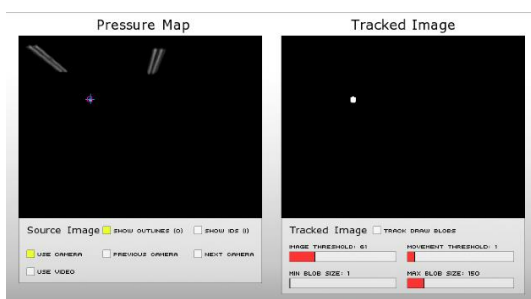 Pressure Map
Tracked Image
Source Image
SHOW OUTLINES (O)
SHOW IDS (I)
USE CAMERA
PREVIOUS CAMERA
NEXT CAMERA
USE VIDEO
Tracked Image
TRACK DRAW BLOBS
IMAGE THRESHOLD: 61
MOVEMENT THRESHOLD: 1
MIN BLOB SIZE: 1
MAX BLOB SIZE: 150